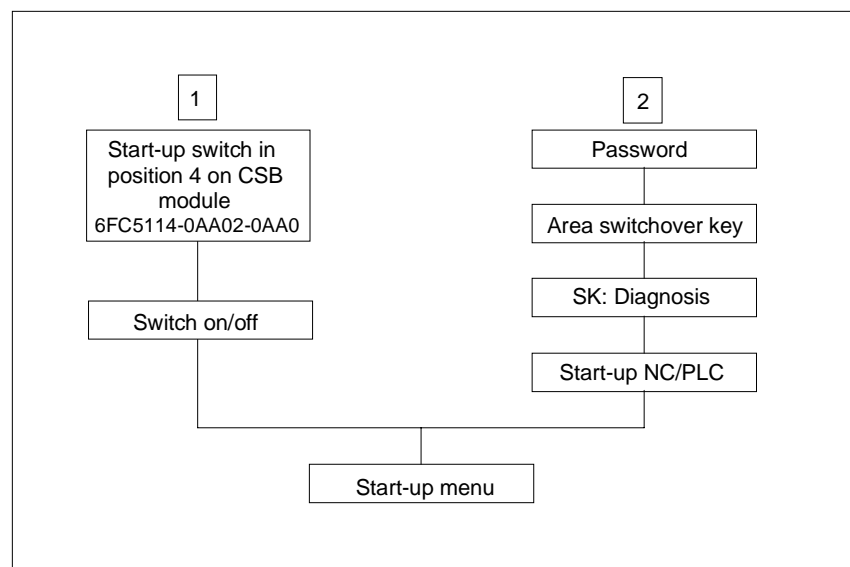 1
Start-up switch in
position 4 on CSB
module
6FC5114-0AA02-0AA0
Switch on/off
2
Password
Area switchover key
SK: Diagnosis
Start-up NC/PLC
Start-up menu